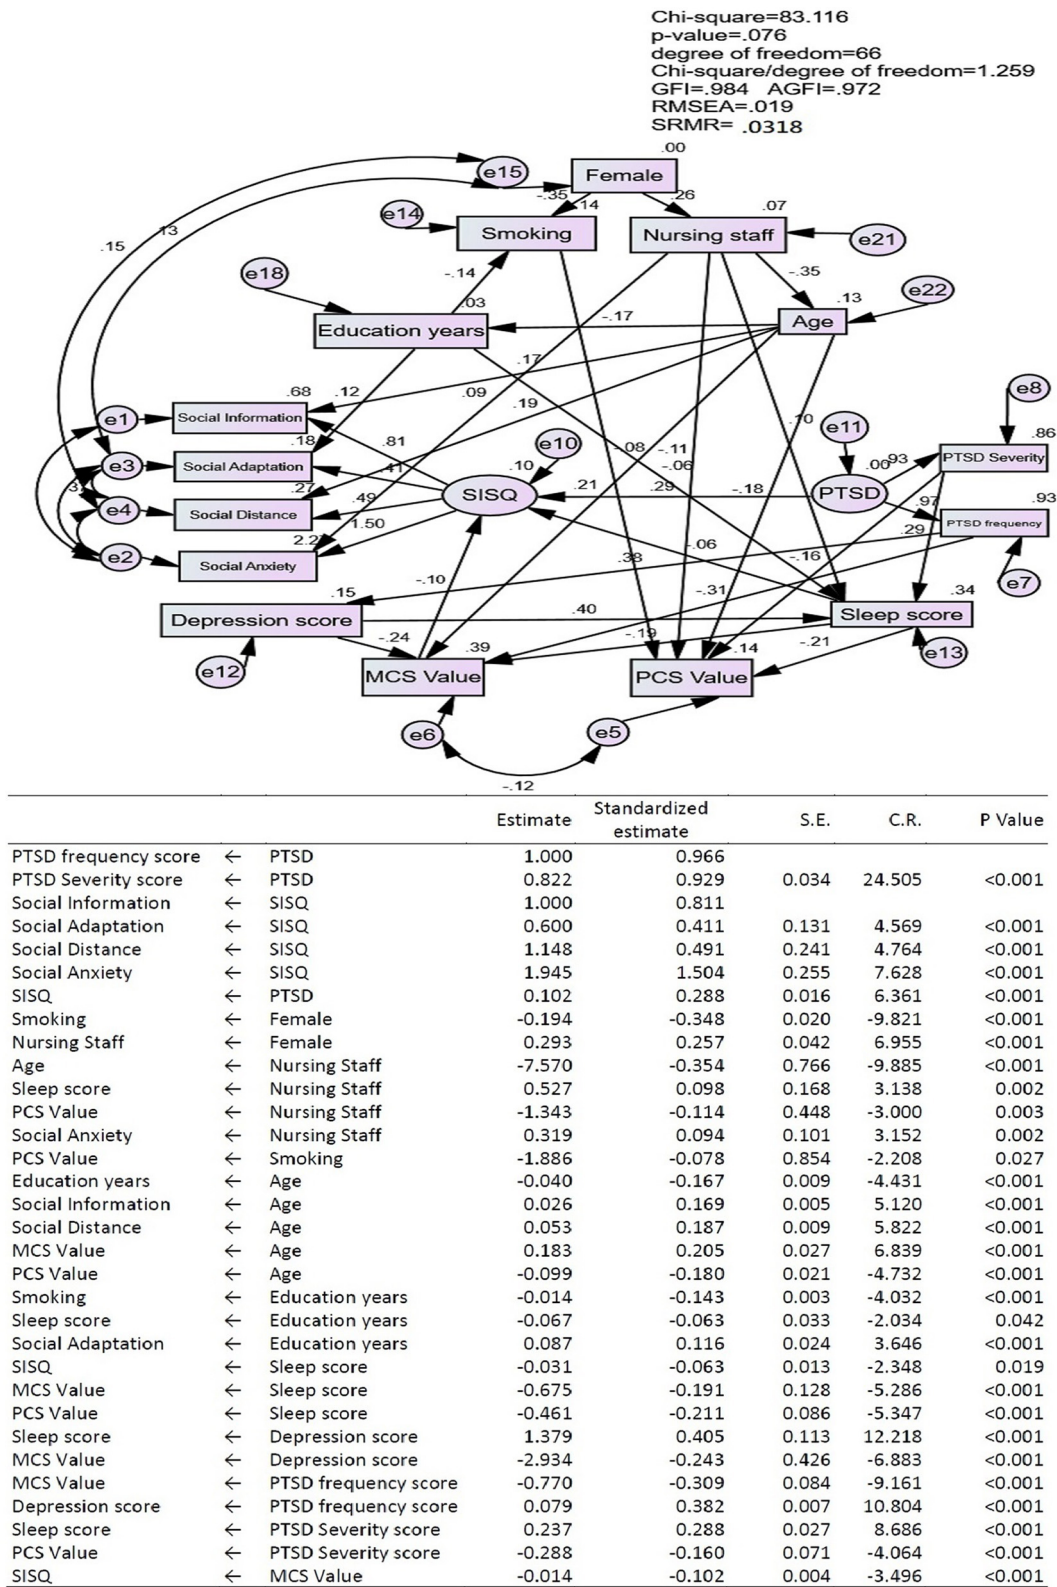 Chi-square=83.116
p-value=.076
degree of freedom=66
Chi-square/degree of freedom=1.259
GFI=.984 AGFI=.972
RMSEA=.019
SRMR= .0318
.00
e15
Female
-.35
.14
.26
.07
e14
Smoking
Nursing staff
e21
.15
.13
-.14
-.35
e18
.03
.13
e22
Education years
-.17
Age
.17
.68
.12
.09
.19
e8
e1
Social Information
.18
.81
e10
-.08
-.11
.10
e11
.86
e3
Social Adaptation
.41
.10
-.06
.00
.93
PTSD Severity
.27
SISQ
.21
.29
-.18
PTSD
e4
Social Distance
.49
.97
.93
1.50
PTSD frequency
.29
e2
Social Anxiety
.38
-.06
-.16
e7
-.10
-.31
.15
.34
Depression score
.40
Sleep score
-.24
.39
-.19
.14
-.21
e12
e13
MCS Value
PCS Value
e6
e5
-.12
Estimate Standardized estimate S.E. C.R. P Value
PTSD frequency score ← PTSD 1.000 0.966
PTSD Severity score ← PTSD 0.822 0.929 0.034 24.505 <0.001
Social Information ← SISQ 1.000 0.811
Social Adaptation ← SISQ 0.600 0.411 0.131 4.569 <0.001
Social Distance ← SISQ 1.148 0.491 0.241 4.764 <0.001
Social Anxiety ← SISQ 1.945 1.504 0.255 7.628 <0.001
SISQ ← PTSD 0.102 0.288 0.016 6.361 <0.001
Smoking ← Female -0.194 -0.348 0.020 -9.821 <0.001
Nursing Staff ← Female 0.293 0.257 0.042 6.955 <0.001
Age ← Nursing Staff -7.570 -0.354 0.766 -9.885 <0.001
Sleep score ← Nursing Staff 0.527 0.098 0.168 3.138 0.002
PCS Value ← Nursing Staff -1.343 -0.114 0.448 -3.000 0.003
Social Anxiety ← Nursing Staff 0.319 0.094 0.101 3.152 0.002
PCS Value ← Smoking -1.886 -0.078 0.854 -2.208 0.027
Education years ← Age -0.040 -0.167 0.009 -4.431 <0.001
Social Information ← Age 0.026 0.169 0.005 5.120 <0.001
Social Distance ← Age 0.053 0.187 0.009 5.822 <0.001
MCS Value ← Age 0.183 0.205 0.027 6.839 <0.001
PCS Value ← Age -0.099 -0.180 0.021 -4.732 <0.001
Smoking ← Education years -0.014 -0.143 0.003 -4.032 <0.001
Sleep score ← Education years -0.067 -0.063 0.033 -2.034 0.042
Social Adaptation ← Education years 0.087 0.116 0.024 3.646 <0.001
SISQ ← Sleep score -0.031 -0.063 0.013 -2.348 0.019
MCS Value ← Sleep score -0.675 -0.191 0.128 -5.286 <0.001
PCS Value ← Sleep score -0.461 -0.211 0.086 -5.347 <0.001
Sleep score ← Depression score 1.379 0.405 0.113 12.218 <0.001
MCS Value ← Depression score -2.934 -0.243 0.426 -6.883 <0.001
MCS Value ← PTSD frequency score -0.770 -0.309 0.084 -9.161 <0.001
Depression score ← PTSD frequency score 0.079 0.382 0.007 10.804 <0.001
Sleep score ← PTSD Severity score 0.237 0.288 0.027 8.686 <0.001
PCS Value ← PTSD Severity score -0.288 -0.160 0.071 -4.064 <0.001
SISQ ← MCS Value -0.014 -0.102 0.004 -3.496 <0.001